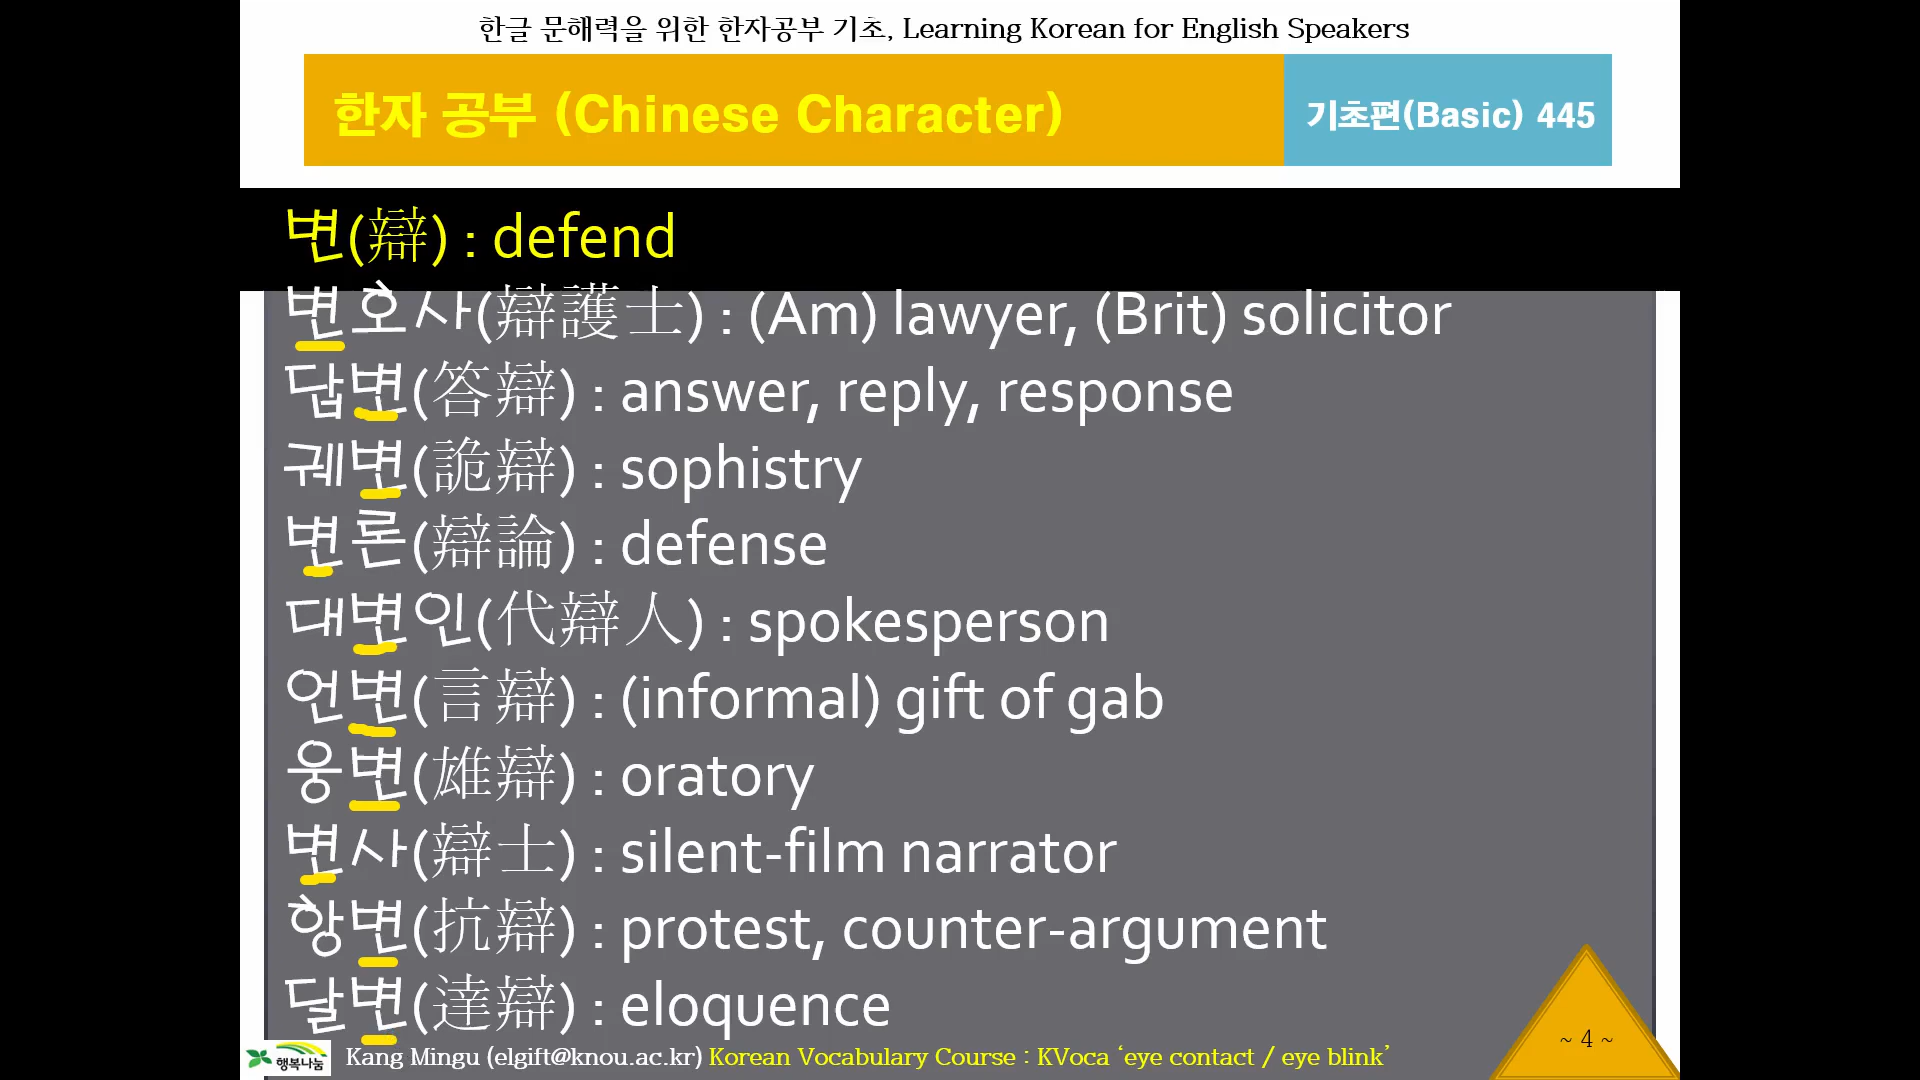 한글 문해력을 위한 한자공부 기초, Learning Korean for English Speakers
한자 공부 (Chinese Character)
기초편(Basic) 445
변(辯) : defend
변호사(辯護士) : (Am) lawyer, (Brit) solicitor
답변(答辯) : answer, reply, response
궤변(詭辯) : sophistry
변론(辯論) : defense
대변인(代辯人) : spokesperson
언변(言辯) : (informal) gift of gab
웅변(雄辯) : oratory
변사(辯士) : silent-film narrator
항변(抗辯) : protest, counter-argument
달변(達辯) : eloquence
~ 4 ~
행복나눔
Kang Mingu (elgift@knou.ac.kr) Korean Vocabulary Course : KVoca ‘eye contact / eye blink’